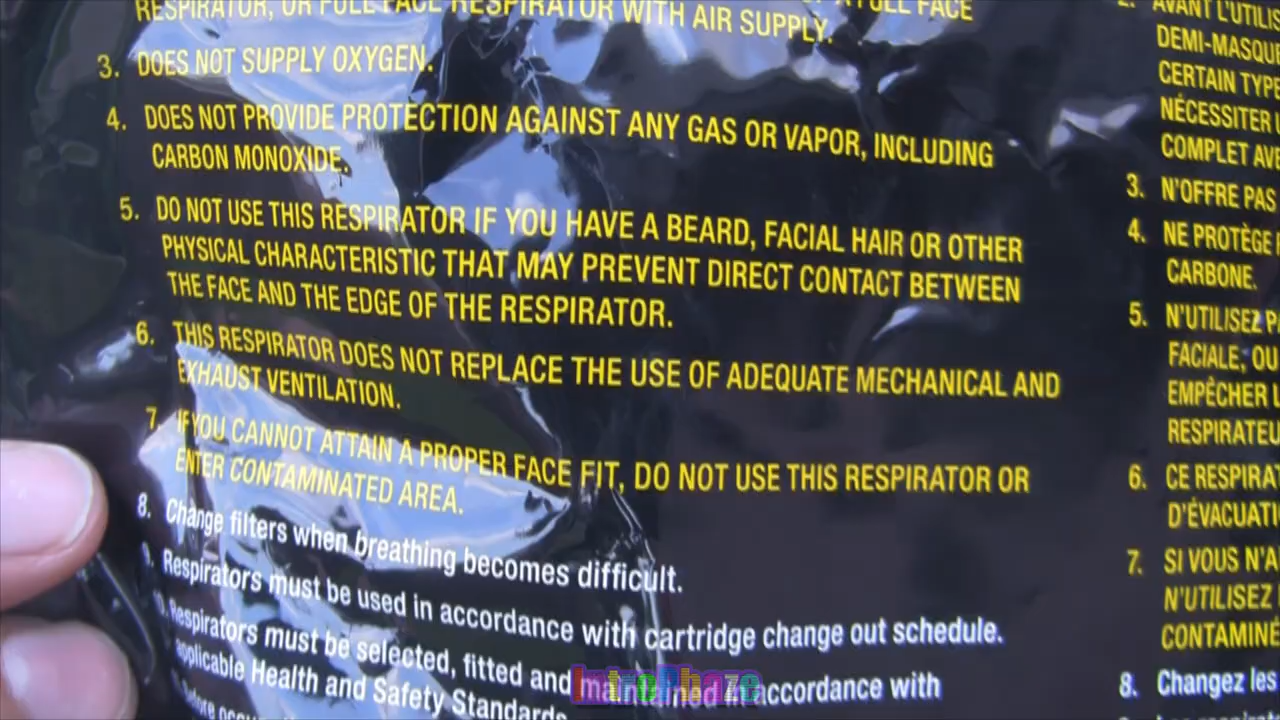 RESPIRATOR, OR FULL FACE RESPIRATOR WITH AIR SUPPLY.
FULL FACE
3. DOES NOT SUPPLY OXYGEN.
4. DOES NOT PROVIDE PROTECTION AGAINST ANY GAS OR VAPOR, INCLUDING
CARBON MONOXIDE.
5. DO NOT USE THIS RESPIRATOR IF YOU HAVE A BEARD, FACIAL HAIR OR OTHER
PHYSICAL CHARACTERISTIC THAT MAY PREVENT DIRECT CONTACT BETWEEN
THE FACE AND THE EDGE OF THE RESPIRATOR.
6. THIS RESPIRATOR DOES NOT REPLACE THE USE OF ADEQUATE MECHANICAL AND
EXHAUST VENTILATION.
7. IF YOU CANNOT ATTAIN A PROPER FACE FIT, DO NOT USE THIS RESPIRATOR OR
ENTER CONTAMINATED AREA.
8. Change filters when breathing becomes difficult.
9. Respirators must be used in accordance with cartridge change out schedule.
10. Respirators must be selected, fitted and maintained in accordance with
applicable Health and Safety Standards.
2. AVANT L'UTILIS
DEMI-MASQUE
CERTAIN TYPE
NÉCESSITER
COMPLET AVE
3. N'OFFRE PAS
4. NE PROTÈGE
CARBONE.
5. N'UTILISEZ P
FACIALE, OU
EMPÊCHER L
RESPIRATEU
6. CE RESPIRA
D'ÉVACUATI
7. SI VOUS N'A
N'UTILISEZ
CONTAMINÉ
8. Changez les
IntroPhaze